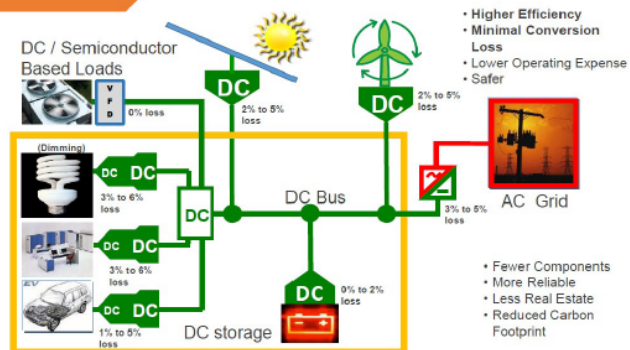 DC / Semiconductor
Based Loads
V
F
D
0% loss
DC
2% to 5%
loss
DC
2% to 5%
loss
• Higher Efficiency
• Minimal Conversion
Loss
• Lower Operating Expense
• Safer
(Dimming)
DC DC
3% to 6%
loss
DC DC
3% to 6%
loss
EV
DC DC
1% to 5%
loss
DC
DC Bus
3% to 5%
loss
AC Grid
DC
0% to 2%
loss
DC storage
• Fewer Components
• More Reliable
• Less Real Estate
• Reduced Carbon
Footprint